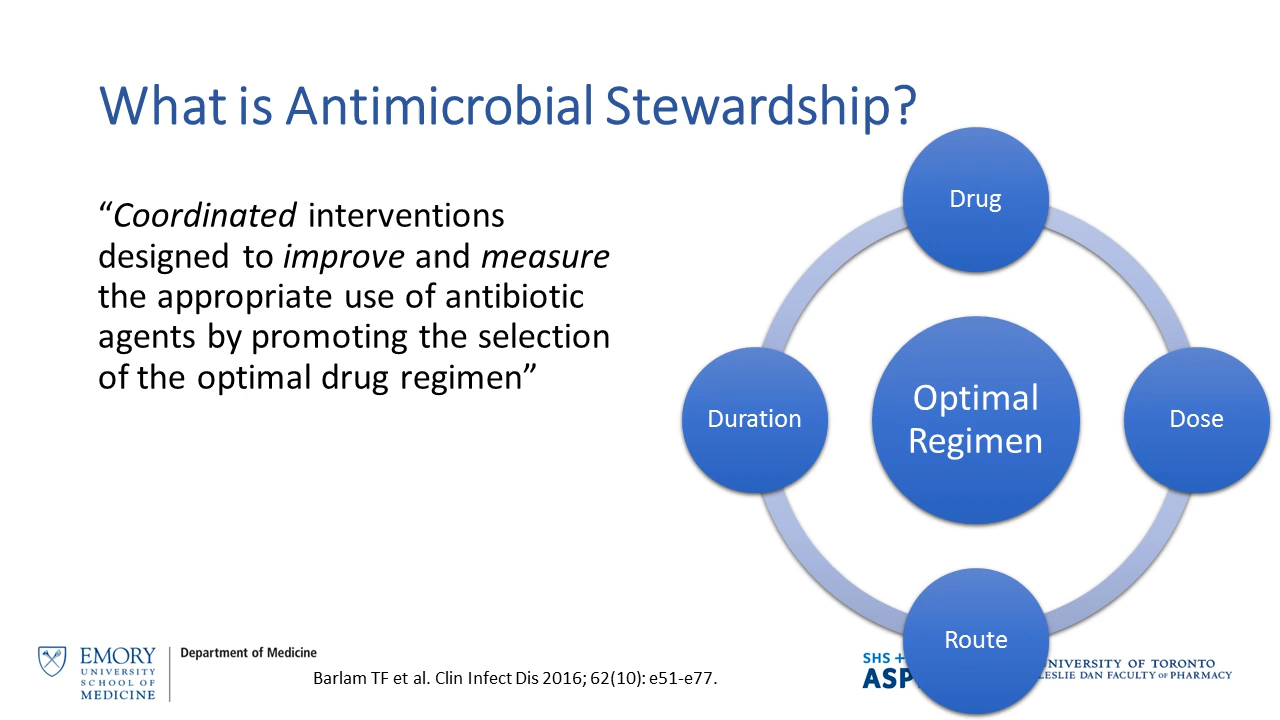 What is Antimicrobial Stewardship?
“Coordinated interventions
designed to improve and measure
the appropriate use of antibiotic
agents by promoting the selection
of the optimal drug regimen”
Drug
Duration
Optimal
Regimen
Dose
Route
EMORY
UNIVERSITY
SCHOOL OF
MEDICINE
Department of Medicine
Barlam TF et al. Clin Infect Dis 2016; 62(10): e51-e77.
SHS +
UNIVERSITY OF TORONTO
LESLIE DAN FACULTY OF PHARMACY